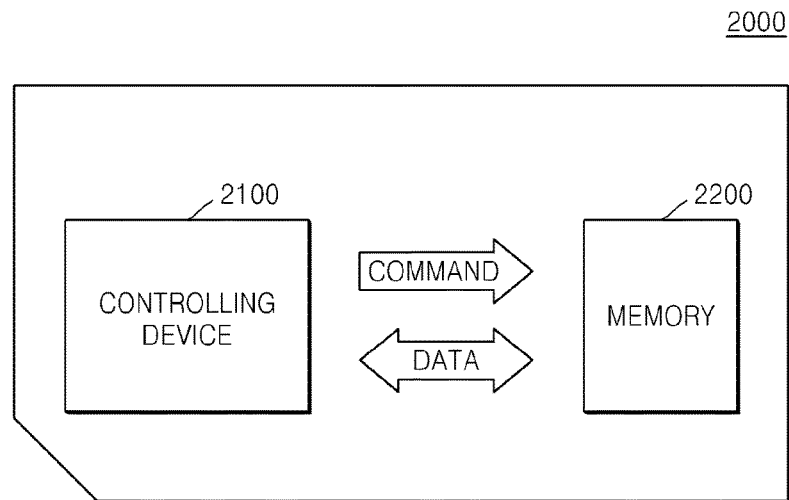 2000
2100
2200
CONTROLLING
DEVICE
COMMAND
DATA
MEMORY